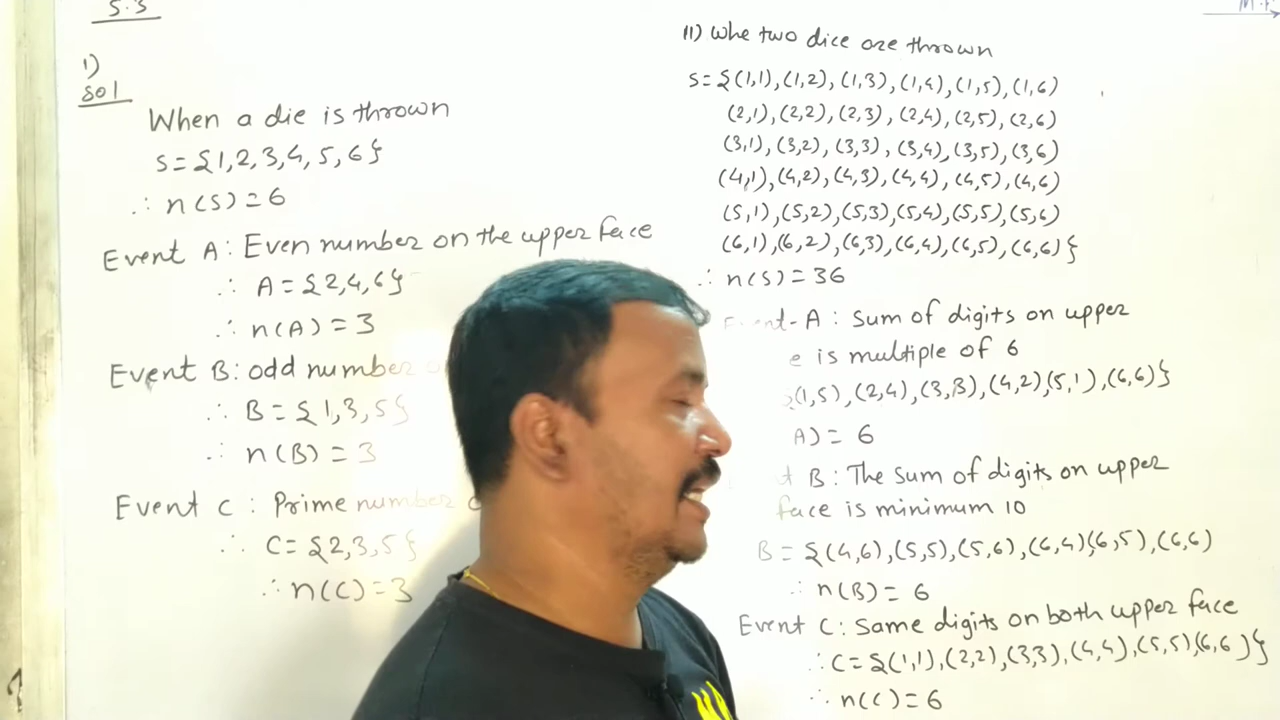 5.3
1)
sol
When a die is thrown
S = {1,2,3,4,5,6}
∴ n(S) = 6
Event A: Even number on the upper face
∴ A = {2,4,6}
∴ n(A) = 3
Event B: odd number
∴ B = {1,3,5}
∴ n(B) = 3
Event C : Prime number
∴ C = {2,3,5}
∴ n(C) = 3
II) Whe two dice are thrown
S = {(1,1),(1,2),(1,3),(1,4),(1,5),(1,6)
(2,1),(2,2),(2,3),(2,4),(2,5),(2,6)
(3,1),(3,2),(3,3),(3,4),(3,5),(3,6)
(4,1),(4,2),(4,3),(4,4),(4,5),(4,6)
(5,1),(5,2),(5,3),(5,4),(5,5),(5,6)
(6,1),(6,2),(6,3),(6,4),(6,5),(6,6)}
∴ n(S) = 36
A : Sum of digits on upper
is multiple of 6
(1,5),(2,4),(3,3),(4,2)(5,1),(6,6)}
A) = 6
B: The sum of digits on upper
face is minimum 10
B = {(4,6),(5,5),(5,6),(6,4)(6,5),(6,6)
∴ n(B) = 6
Event C: Same digits on both upper face
∴ C = {(1,1),(2,2),(3,3),(4,4),(5,5)(6,6)}
∴ n(C) = 6